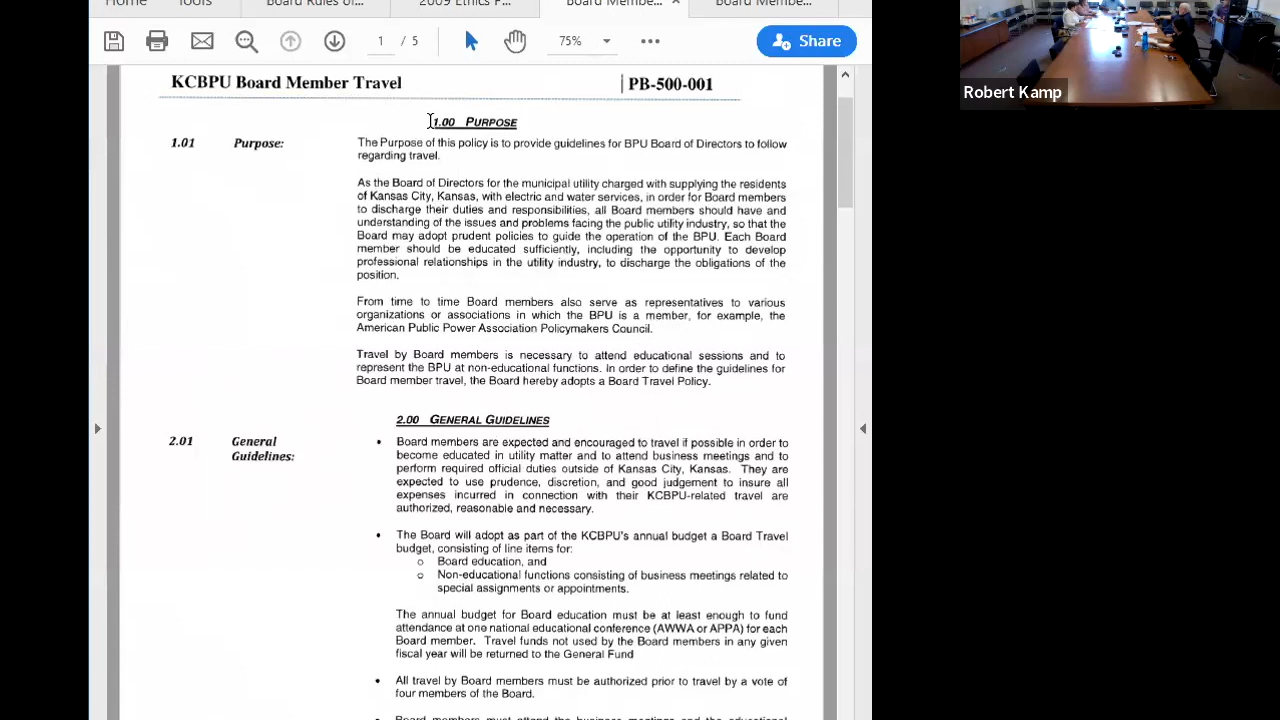 Home Tools Board Rules of... 2009 Ethics P... Board Membe... × Board Membe...
1 / 5 75% Share
KCBPU Board Member Travel PB-500-001
1.00 PURPOSE
1.01 Purpose: The Purpose of this policy is to provide guidelines for BPU Board of Directors to follow
regarding travel.
As the Board of Directors for the municipal utility charged with supplying the residents
of Kansas City, Kansas, with electric and water services, in order for Board members
to discharge their duties and responsibilities, all Board members should have and
understanding of the issues and problems facing the public utility industry, so that the
Board may adopt prudent policies to guide the operation of the BPU. Each Board
member should be educated sufficiently, including the opportunity to develop
professional relationships in the utility industry, to discharge the obligations of the
position.
From time to time Board members also serve as representatives to various
organizations or associations in which the BPU is a member, for example, the
American Public Power Association Policymakers Council.
Travel by Board members is necessary to attend educational sessions and to
represent the BPU at non-educational functions. In order to define the guidelines for
Board member travel, the Board hereby adopts a Board Travel Policy.
2.00 GENERAL GUIDELINES
2.01 General • Board members are expected and encouraged to travel if possible in order to
Guidelines: become educated in utility matter and to attend business meetings and to
perform required official duties outside of Kansas City, Kansas. They are
expected to use prudence, discretion, and good judgement to insure all
expenses incurred in connection with their KCBPU-related travel are
authorized, reasonable and necessary.
• The Board will adopt as part of the KCBPU's annual budget a Board Travel
budget, consisting of line items for:
o Board education, and
o Non-educational functions consisting of business meetings related to
special assignments or appointments.
The annual budget for Board education must be at least enough to fund
attendance at one national educational conference (AWWA or APPA) for each
Board member. Travel funds not used by the Board members in any given
fiscal year will be returned to the General Fund
• All travel by Board members must be authorized prior to travel by a vote of
four members of the Board.
• Board members must attend the business meetings and the educational
Robert Kamp